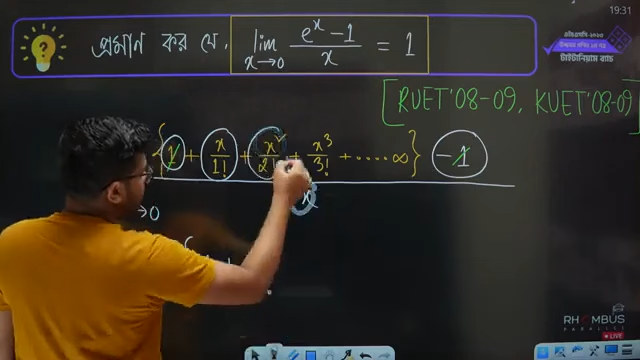 19:31
প্রমাণ কর যে, lim x→0 (e^x − 1)/x = 1
[RUET'08-09, KUET'08-09]
{1 + x/1! + x²/2! + x³/3! + ..... ∞} −1
x
→0
RHOMBUS
LIVE